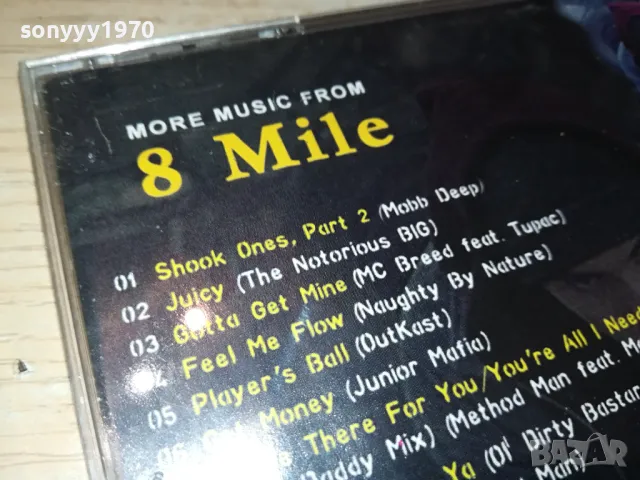 sonyyy1970
MORE MUSIC FROM
8 Mile
01 Shook Ones, Part 2 (Mobb Deep)
02 Juicy (The Notorious BIG)
03 Gotta Get Mine (MC Breed feat. Tupac)
Feel Me Flow (Naughty By Nature)
05 Player's Ball (OutKast)
Money (Junior Mafia)
There For You/You're All I Need
Mix) (Method Man feat.
Ya (Ol' Dirty
Man)
BAZAR